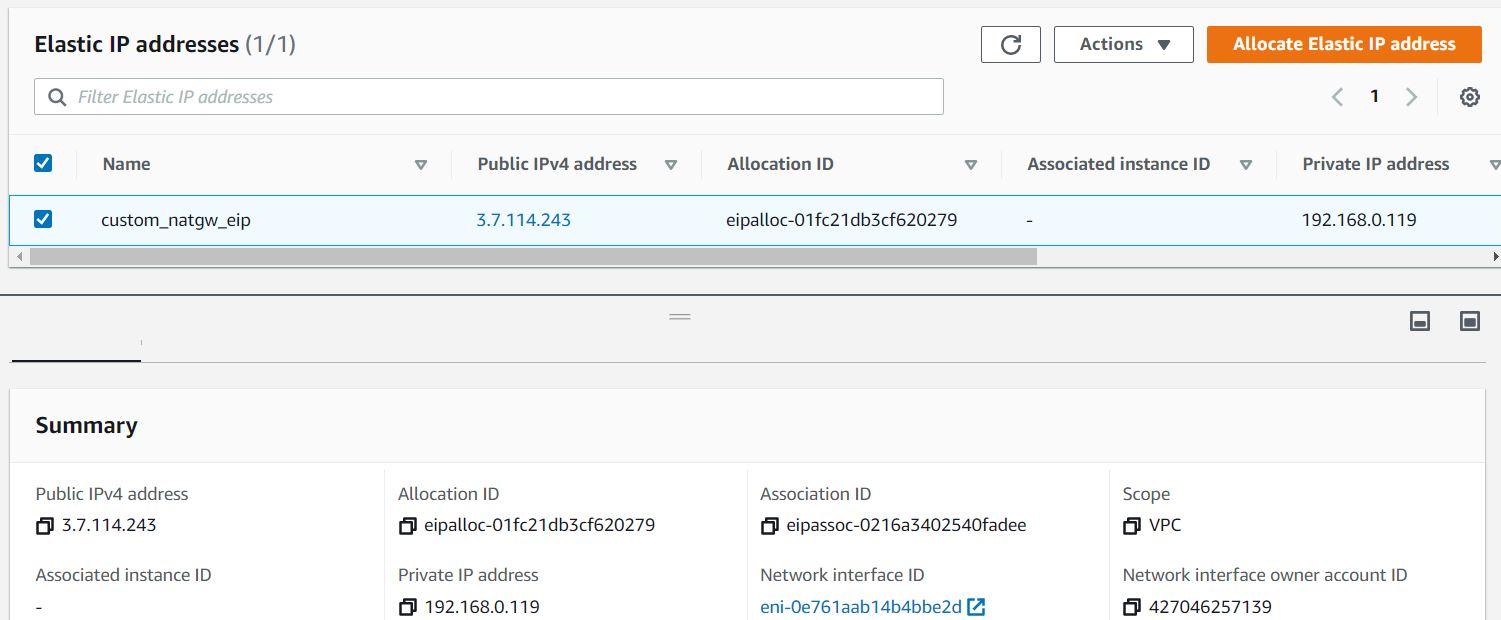 Elastic IP addresses (1/1)
Actions
Allocate Elastic IP address
Filter Elastic IP addresses
1
Name Public IPv4 address Allocation ID Associated instance ID Private IP address
custom_natgw_eip 3.7.114.243 eipalloc-01fc21db3cf620279 - 192.168.0.119
Summary
Public IPv4 address Allocation ID Association ID Scope
3.7.114.243 eipalloc-01fc21db3cf620279 eipassoc-0216a3402540fadee VPC
Associated instance ID Private IP address Network interface ID Network interface owner account ID
- 192.168.0.119 eni-0e761aab14b4bbe2d 427046257139